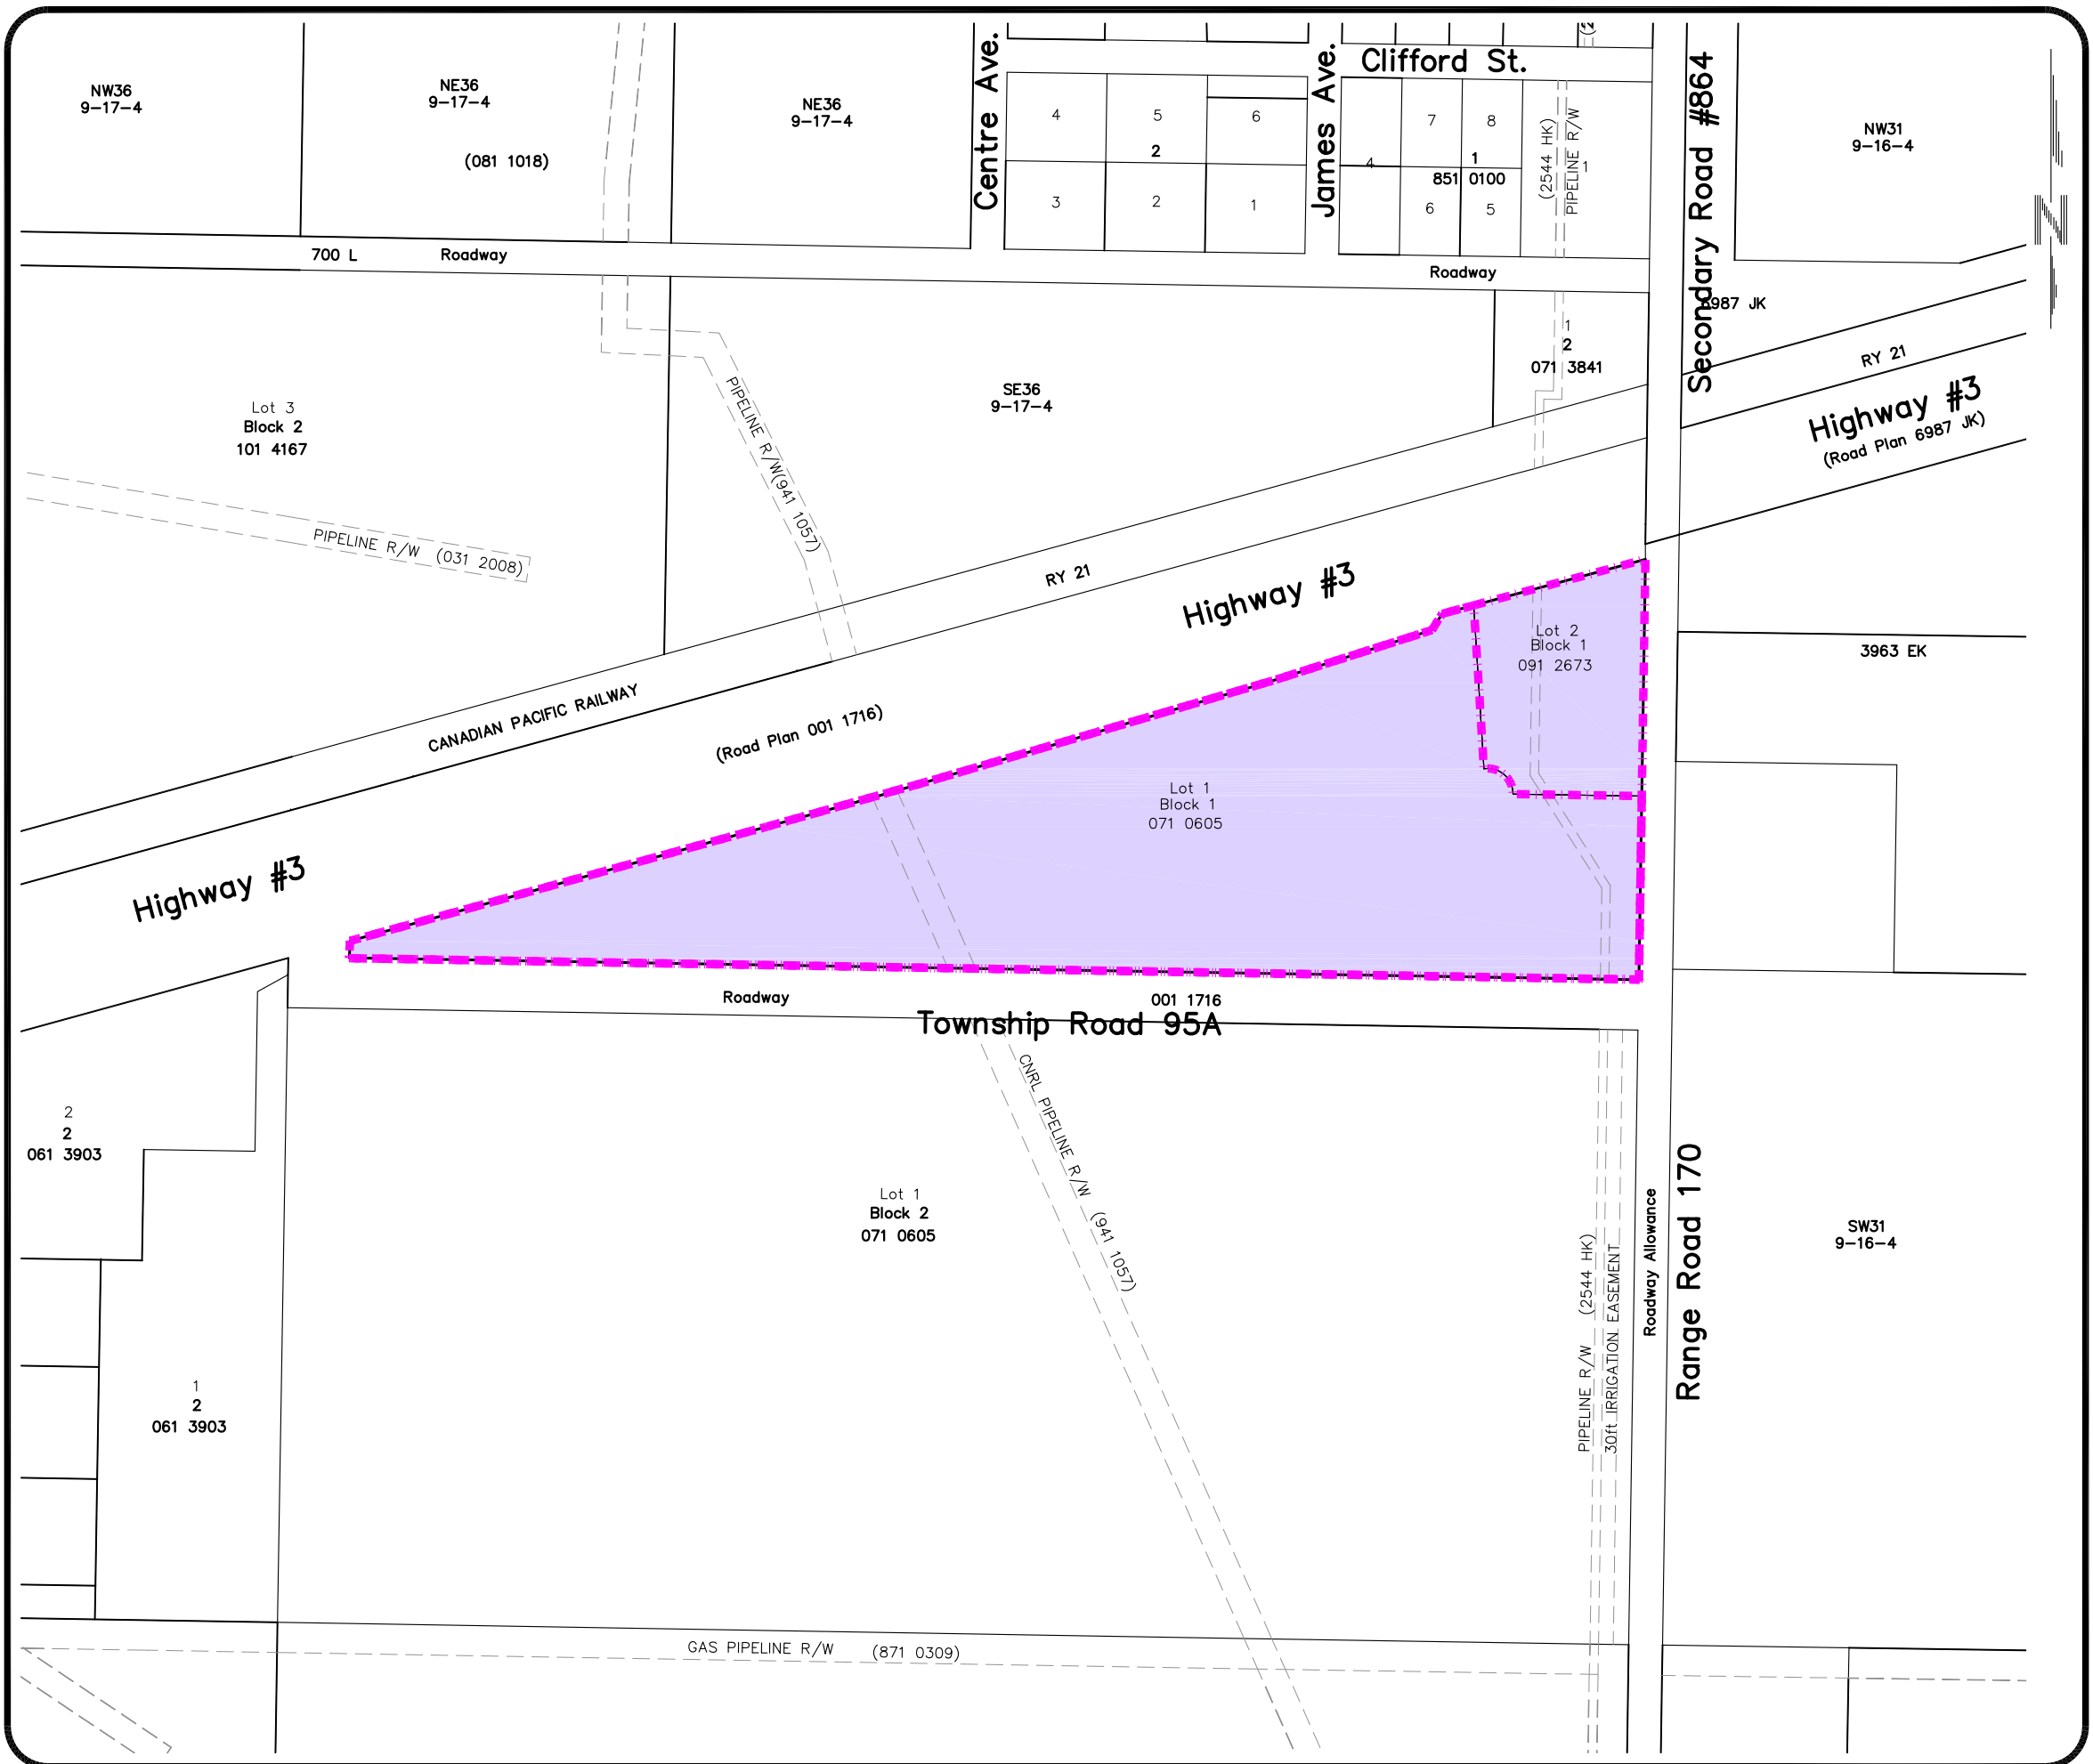 NW36
9-17-4
NE36
9-17-4
(081 1018)
NE36
9-17-4
Centre Ave.
4
5
6
2
3
2
1
James Ave.
Clifford St.
7
8
4
1
851 0100
6
5
(2544 HK)
PIPELINE R/W
1
(2
Secondary Road #864
NW31
9-16-4
N
700 L
Roadway
Roadway
6987 JK
1
2
071 3841
RY 21
Highway #3
(Road Plan 6987 JK)
Lot 3
Block 2
101 4167
PIPELINE R/W (031 2008)
PIPELINE R/W(941 1057)
SE36
9-17-4
RY 21
Highway #3
CANADIAN PACIFIC RAILWAY
(Road Plan 001 1716)
Lot 2
Block 1
091 2673
3963 EK
Lot 1
Block 1
071 0605
Highway #3
Roadway
001 1716
Township Road 95A
2
2
061 3903
CNRL PIPELINE R/W (941 1057)
Lot 1
Block 2
071 0605
PIPELINE R/W (2544 HK)
30ft IRRIGATION EASEMENT
Roadway Allowance
Range Road 170
SW31
9-16-4
1
2
061 3903
GAS PIPELINE R/W (871 0309)